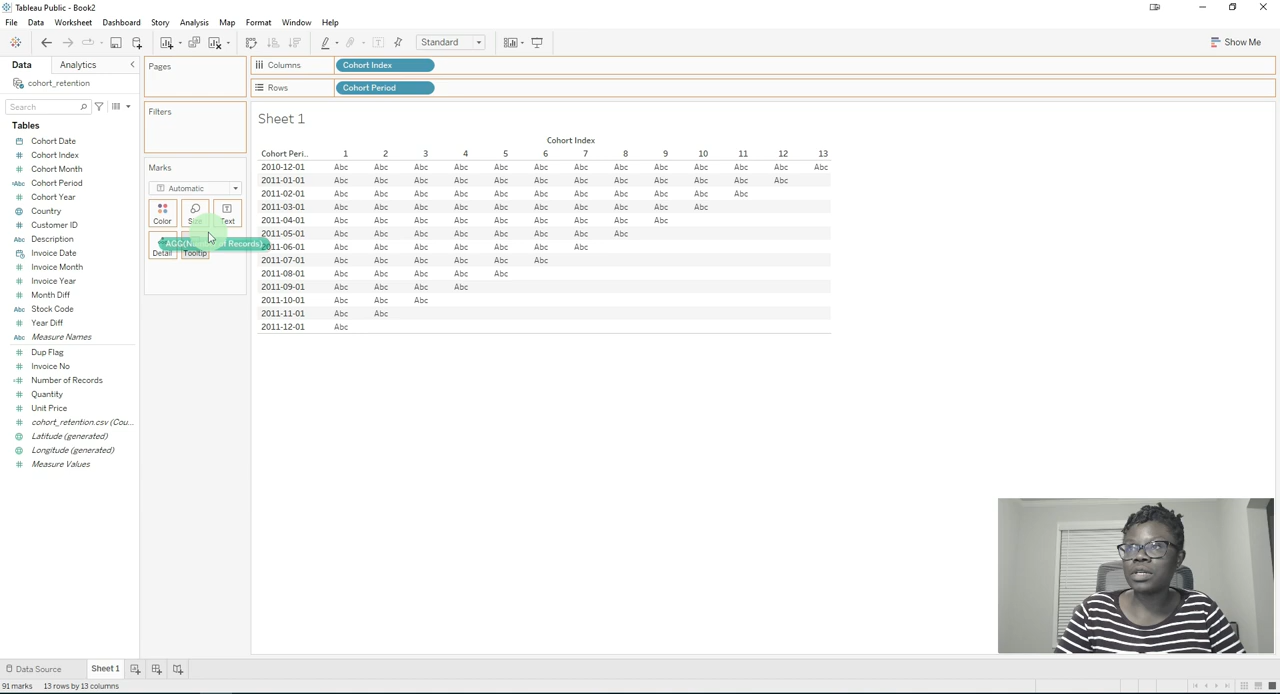 Tableau Public - Book2
File Data Worksheet Dashboard Story Analysis Map Format Window Help
Standard
Show Me
Data Analytics
cohort_retention
Search
Tables
Cohort Date
Cohort Index
Cohort Month
Abc Cohort Period
Cohort Year
Country
Customer ID
Abc Description
Invoice Date
Invoice Month
Invoice Year
Month Diff
Abc Stock Code
Year Diff
Abc Measure Names
Dup Flag
Invoice No
Number of Records
Quantity
Unit Price
cohort_retention.csv (Cou...
Latitude (generated)
Longitude (generated)
Measure Values
Pages
Filters
Marks
Automatic
Color Size Text
Detail Tooltip
Columns Cohort Index
Rows Cohort Period
Sheet 1
Cohort Index
Cohort Peri.. 1 2 3 4 5 6 7 8 9 10 11 12 13
2010-12-01 Abc Abc Abc Abc Abc Abc Abc Abc Abc Abc Abc Abc Abc
2011-01-01 Abc Abc Abc Abc Abc Abc Abc Abc Abc Abc Abc Abc
2011-02-01 Abc Abc Abc Abc Abc Abc Abc Abc Abc Abc Abc
2011-03-01 Abc Abc Abc Abc Abc Abc Abc Abc Abc Abc
2011-04-01 Abc Abc Abc Abc Abc Abc Abc Abc Abc
2011-05-01 Abc Abc Abc Abc Abc Abc Abc Abc
2011-06-01 Abc Abc Abc Abc Abc Abc Abc
2011-07-01 Abc Abc Abc Abc Abc Abc
2011-08-01 Abc Abc Abc Abc Abc
2011-09-01 Abc Abc Abc Abc
2011-10-01 Abc Abc Abc
2011-11-01 Abc Abc
2011-12-01 Abc
Data Source Sheet 1
91 marks 13 rows by 13 columns